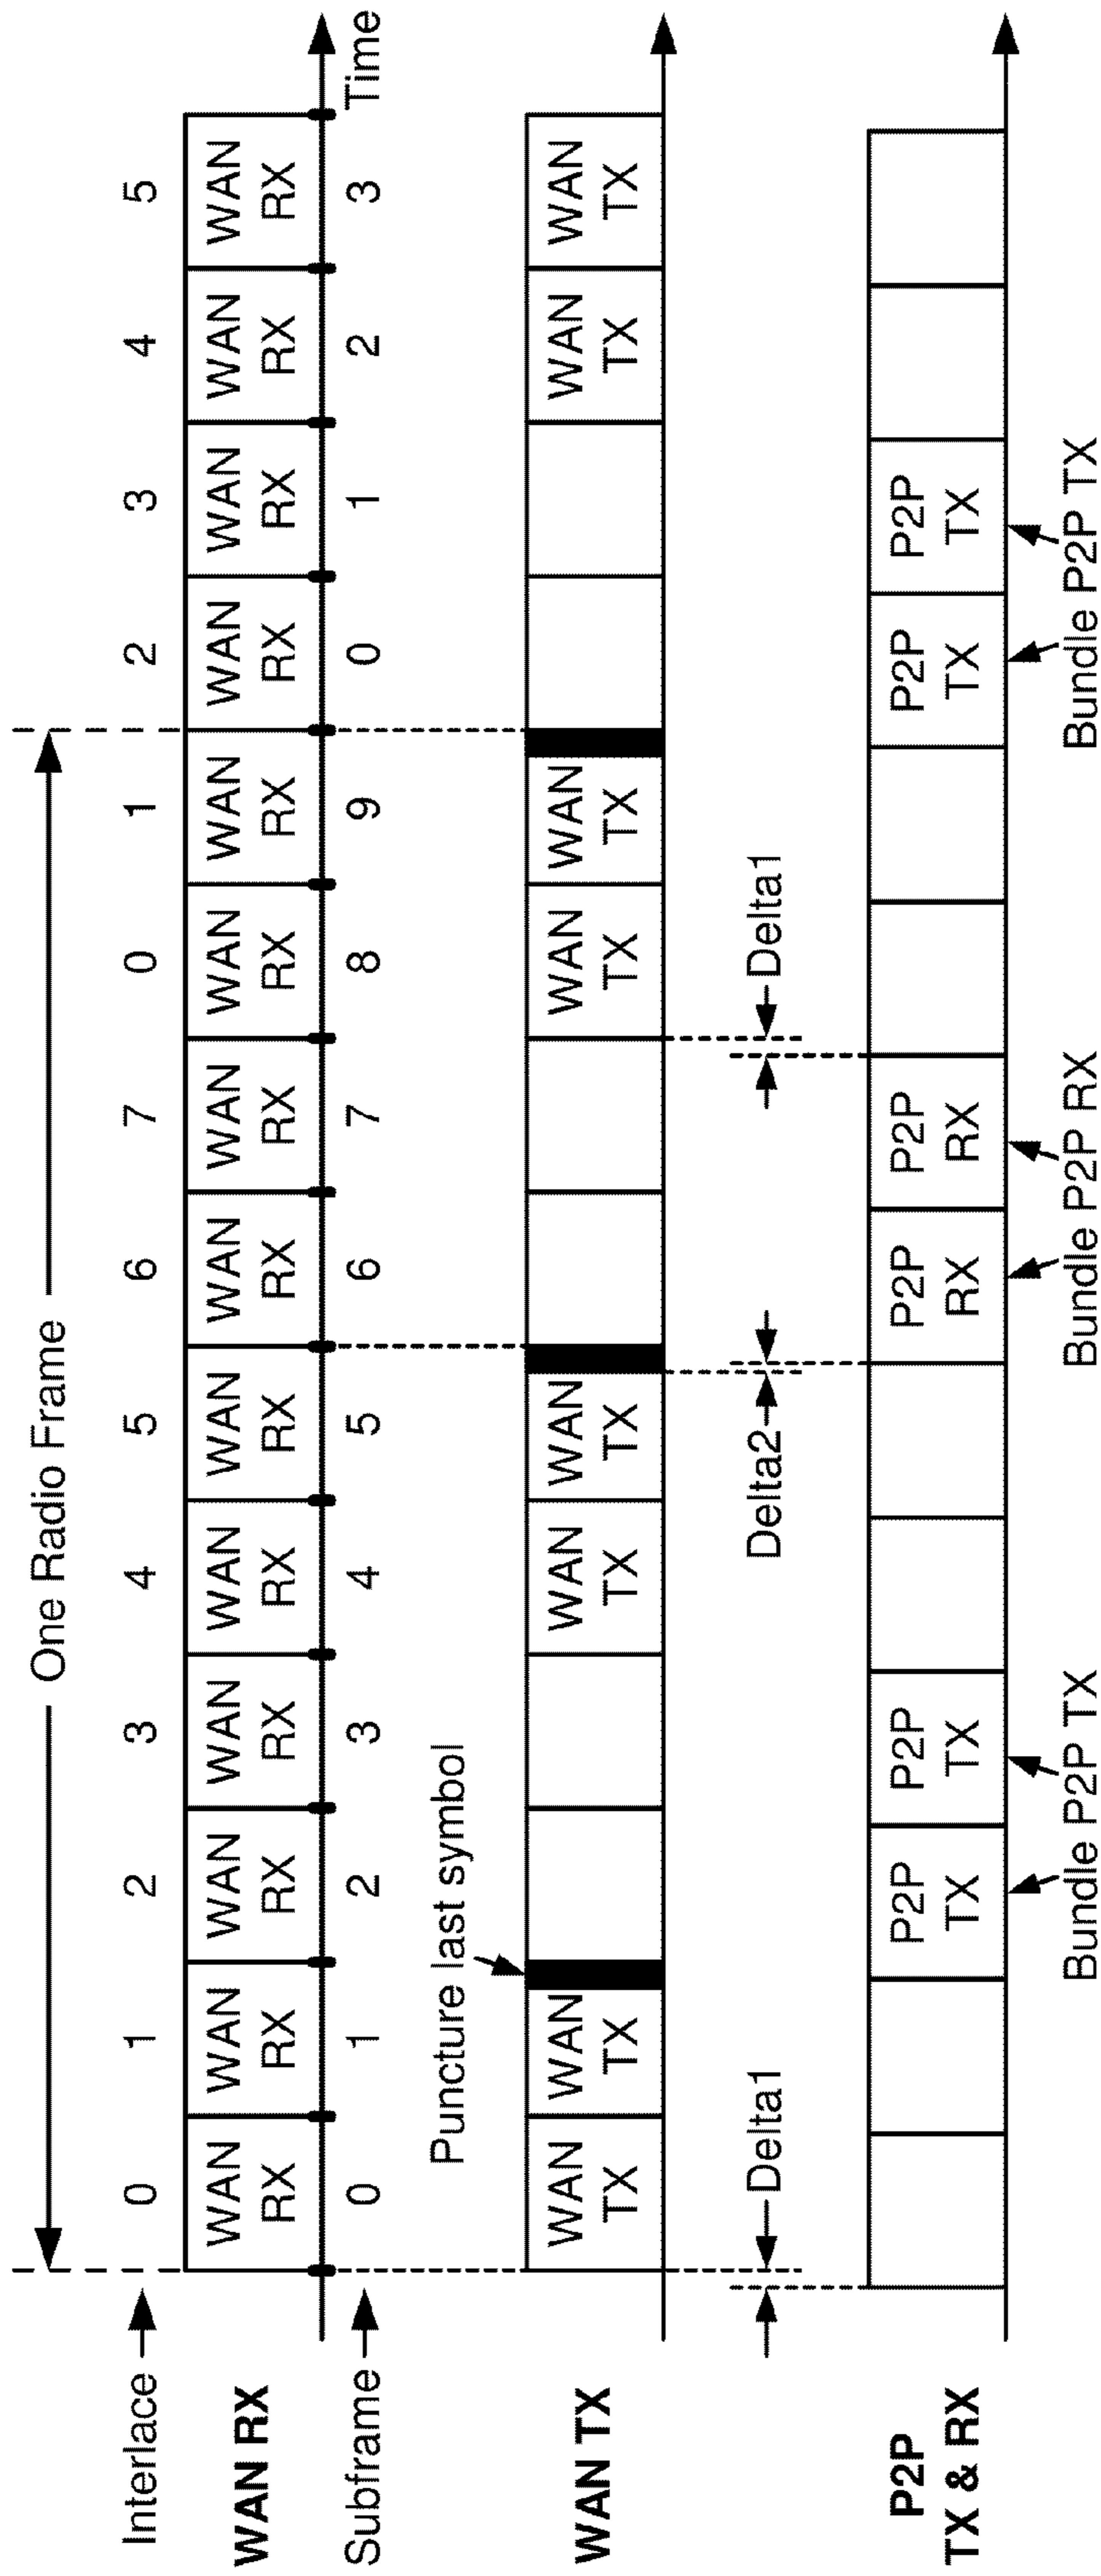 One Radio Frame
Interlace 0 1 2 3 4 5 6 7 0 1 2 3 4 5
WAN RX
WAN WAN WAN WAN WAN WAN WAN WAN WAN WAN WAN WAN WAN WAN
RX RX RX RX RX RX RX RX RX RX RX RX RX RX
Subframe 0 1 2 3 4 5 6 7 8 9 0 1 2 3 Time
Puncture last symbol
WAN TX
WAN WAN WAN WAN WAN WAN WAN WAN
TX TX TX TX TX TX TX TX
Delta1 Delta2 Delta1
P2P
TX & RX
P2P P2P P2P P2P P2P P2P
TX TX RX RX TX TX
Bundle P2P TX Bundle P2P RX Bundle P2P TX